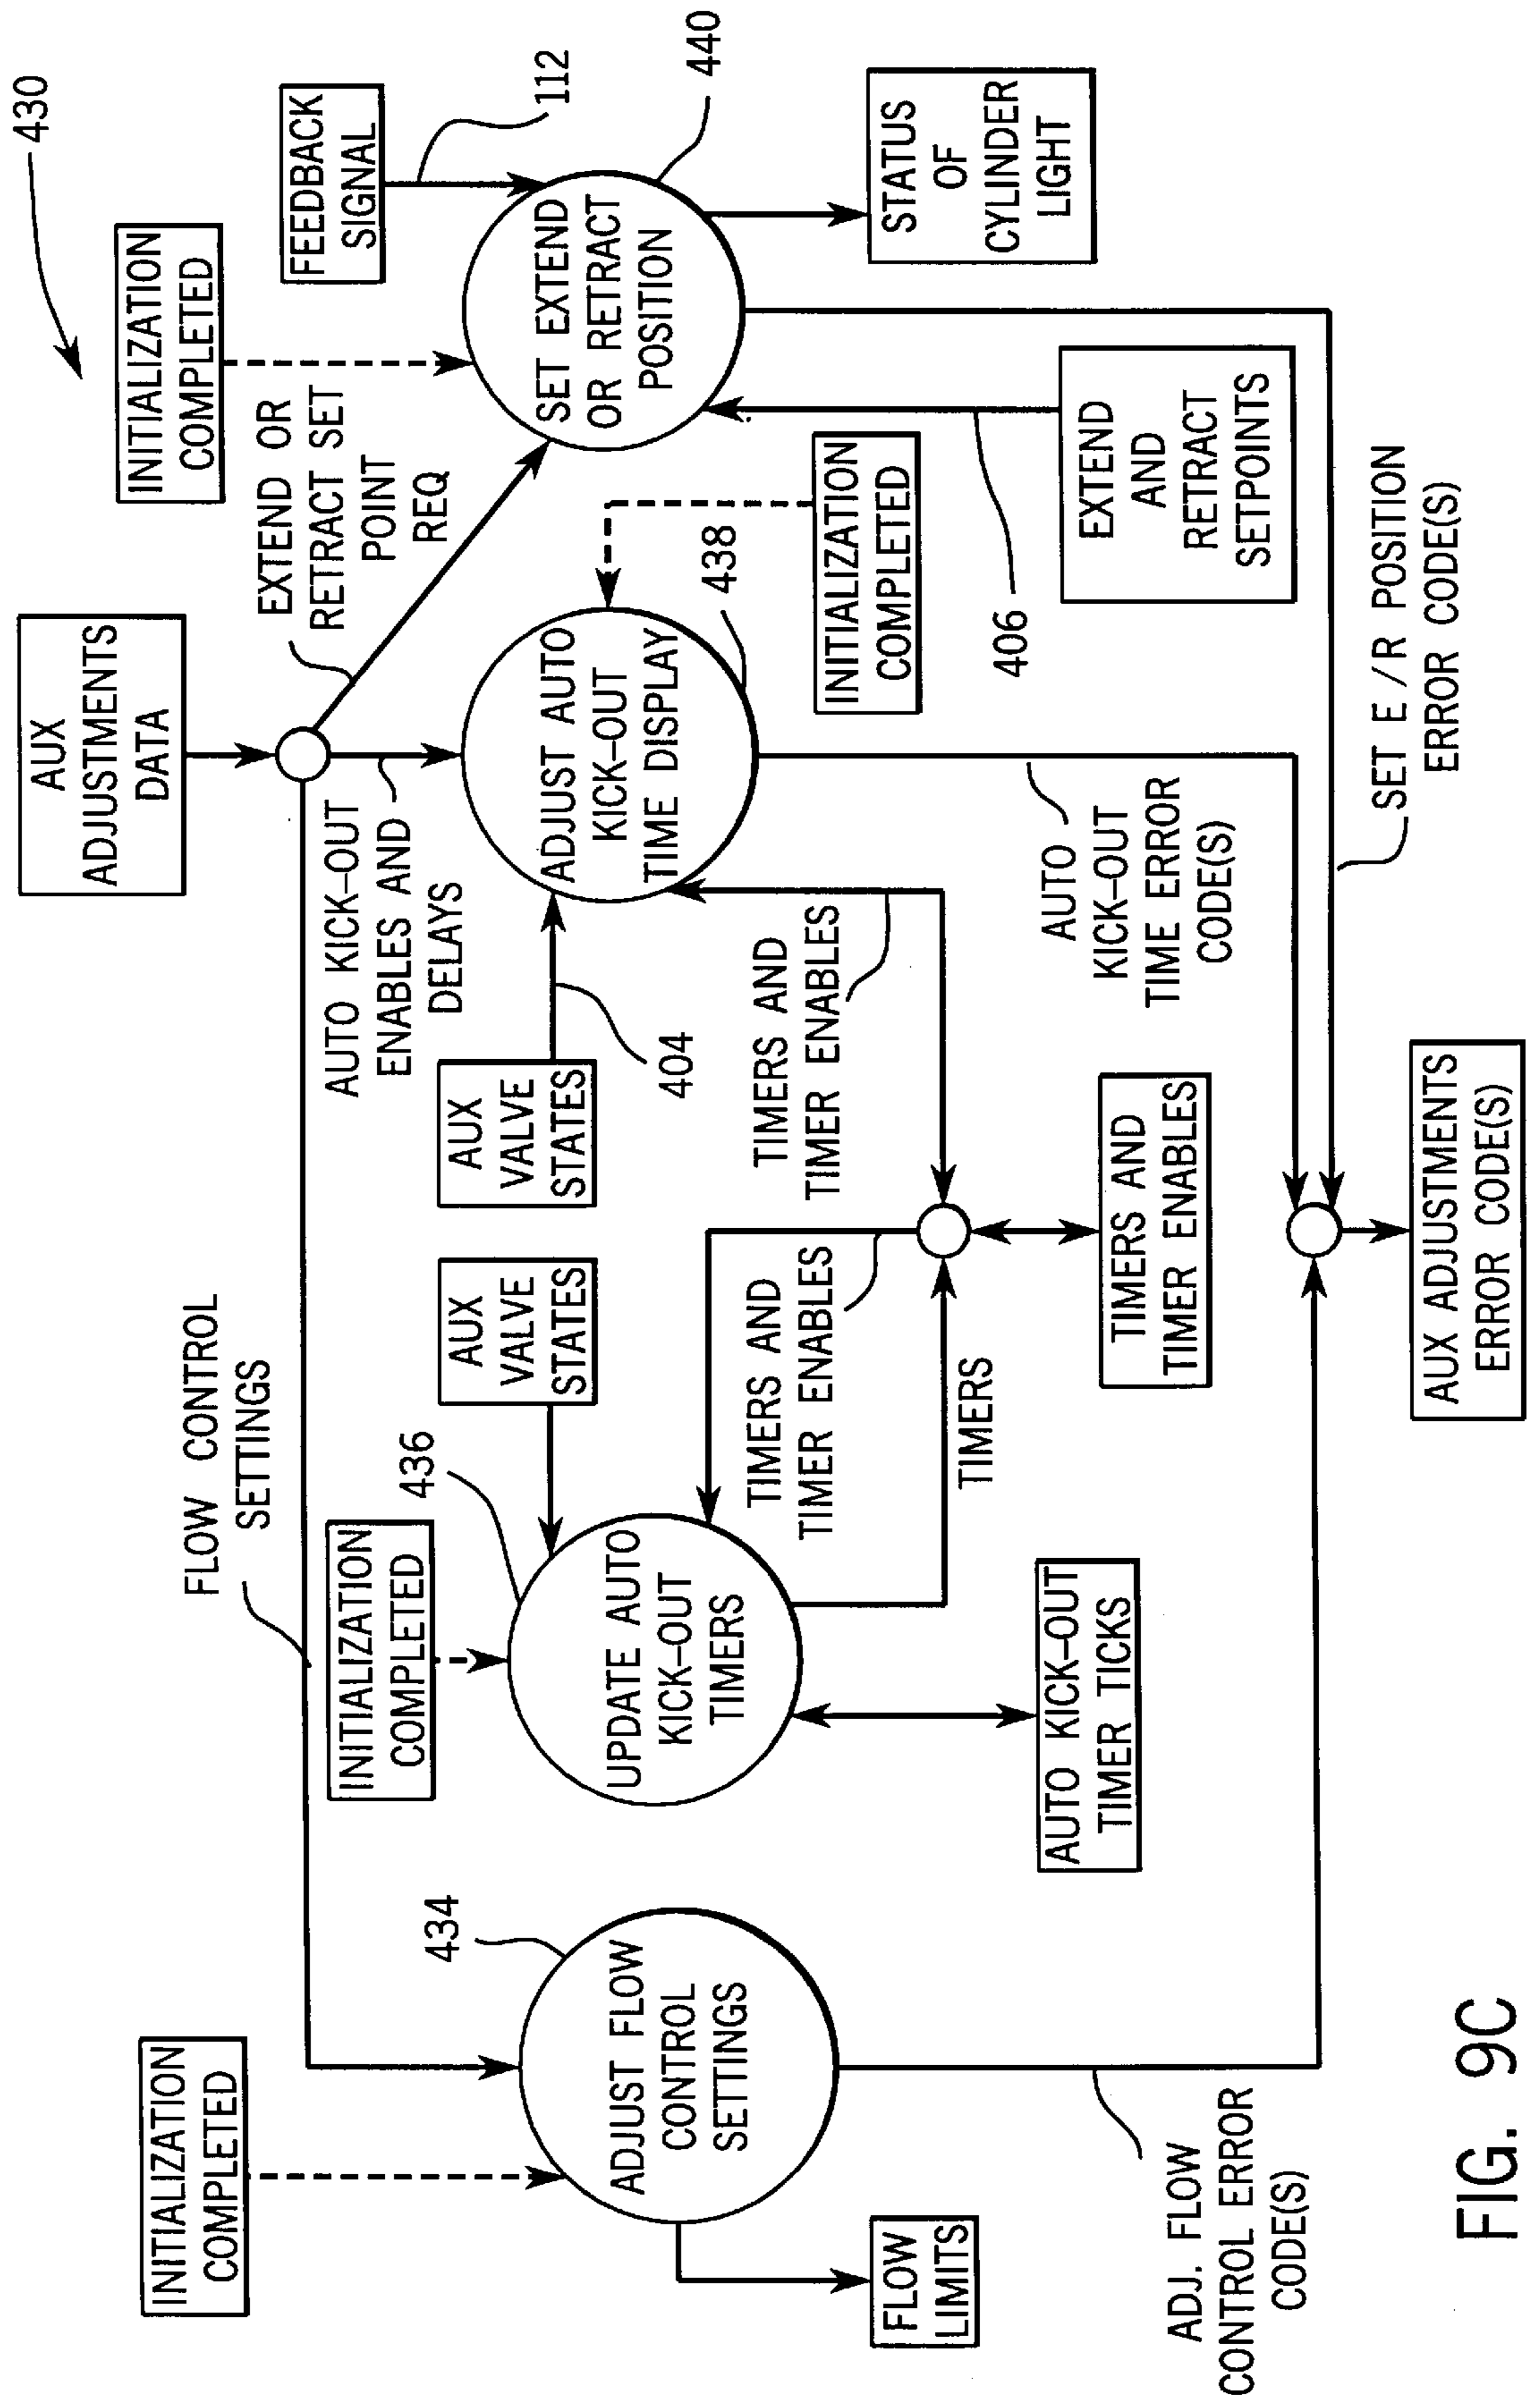 430
INITIALIZATION
COMPLETED
FEEDBACK
SIGNAL
112
440
EXTEND OR
RETRACT SET
POINT
REQ
SET EXTEND
OR RETRACT
POSITION
STATUS
OF
CYLINDER
LIGHT
AUX
ADJUSTMENTS
DATA
AUTO KICK-OUT
ENABLES AND
DELAYS
ADJUST AUTO
KICK-OUT
TIME DISPLAY
438
INITIALIZATION
COMPLETED
406
EXTEND
AND
RETRACT
SETPOINTS
SET E/R POSITION
ERROR CODE(S)
AUX
VALVE
STATES
404
TIMERS AND
TIMER ENABLES
AUTO
KICK-OUT
TIME ERROR
CODE(S)
FLOW CONTROL
SETTINGS
AUX
VALVE
STATES
436
INITIALIZATION
COMPLETED
UPDATE AUTO
KICK-OUT
TIMERS
TIMERS AND
TIMER ENABLES
TIMERS
TIMERS AND
TIMER ENABLES
AUTO KICK-OUT
TIMER TICKS
AUX ADJUSTMENTS
ERROR CODE(S)
INITIALIZATION
COMPLETED
434
ADJUST FLOW
CONTROL
SETTINGS
FLOW
LIMITS
ADJ. FLOW
CONTROL ERROR
CODE(S)
FIG. 9C